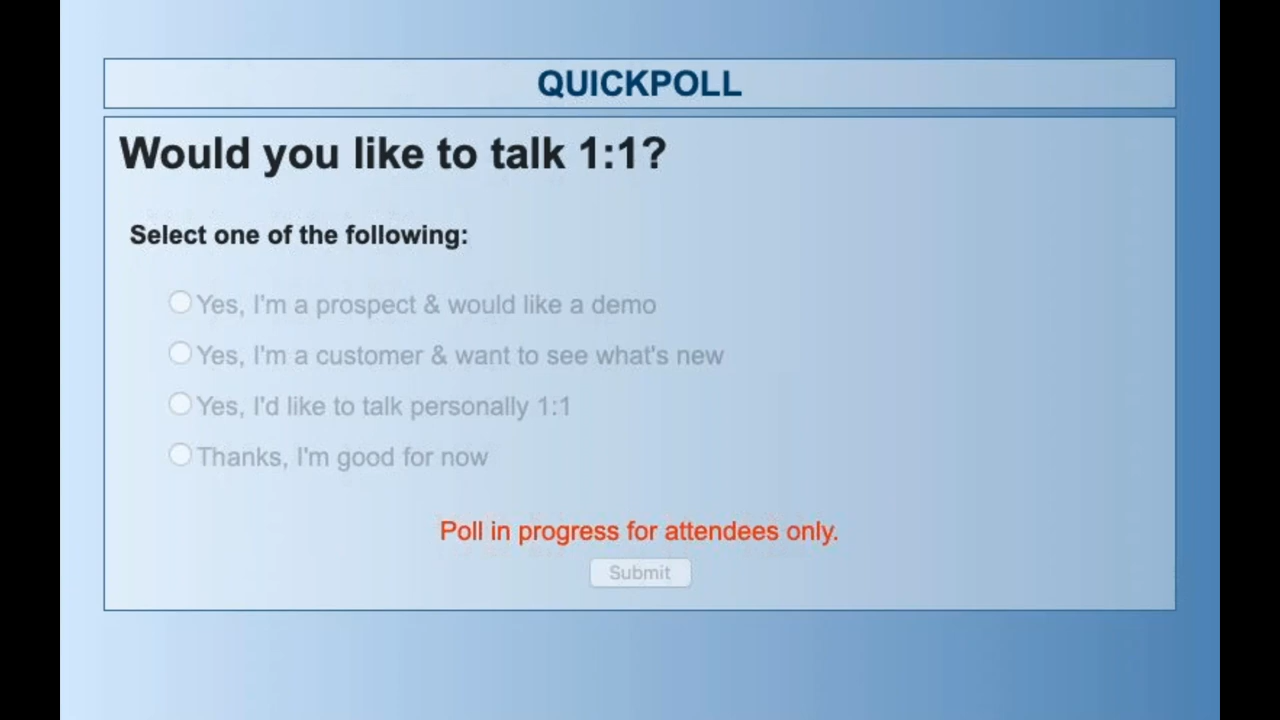 QUICKPOLL
Would you like to talk 1:1?
Select one of the following:
Yes, I'm a prospect & would like a demo
Yes, I'm a customer & want to see what's new
Yes, I'd like to talk personally 1:1
Thanks, I'm good for now
Poll in progress for attendees only.
Submit